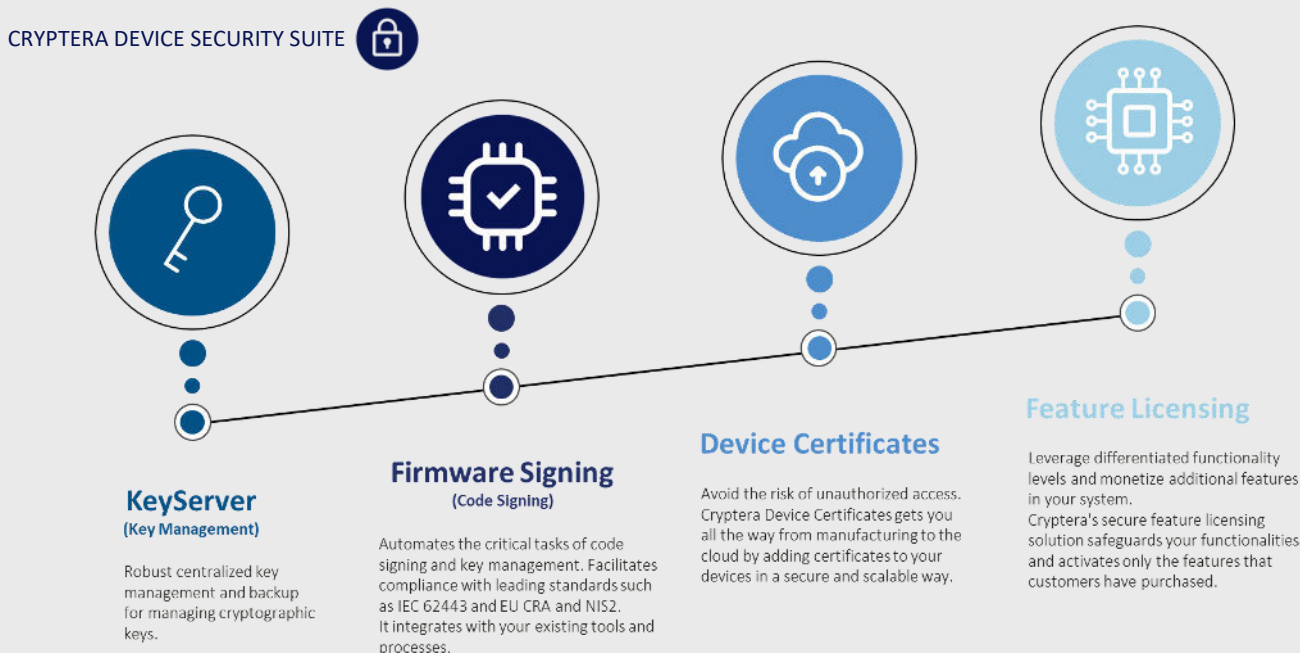 CRYPTERA DEVICE SECURITY SUITE
KeyServer
(Key Management)
Robust centralized key
management and backup
for managing cryptographic
keys.
Firmware Signing
(Code Signing)
Automates the critical tasks of code
signing and key management. Facilitates
compliance with leading standards such
as IEC 62443 and EU CRA and NIS2.
It integrates with your existing tools and
processes.
Device Certificates
Avoid the risk of unauthorized access.
Cryptera Device Certificates gets you
all the way from manufacturing to the
cloud by adding certificates to your
devices in a secure and scalable way.
Feature Licensing
Leverage differentiated functionality
levels and monetize additional features
in your system.
Cryptera's secure feature licensing
solution safeguards your functionalities
and activates only the features that
customers have purchased.